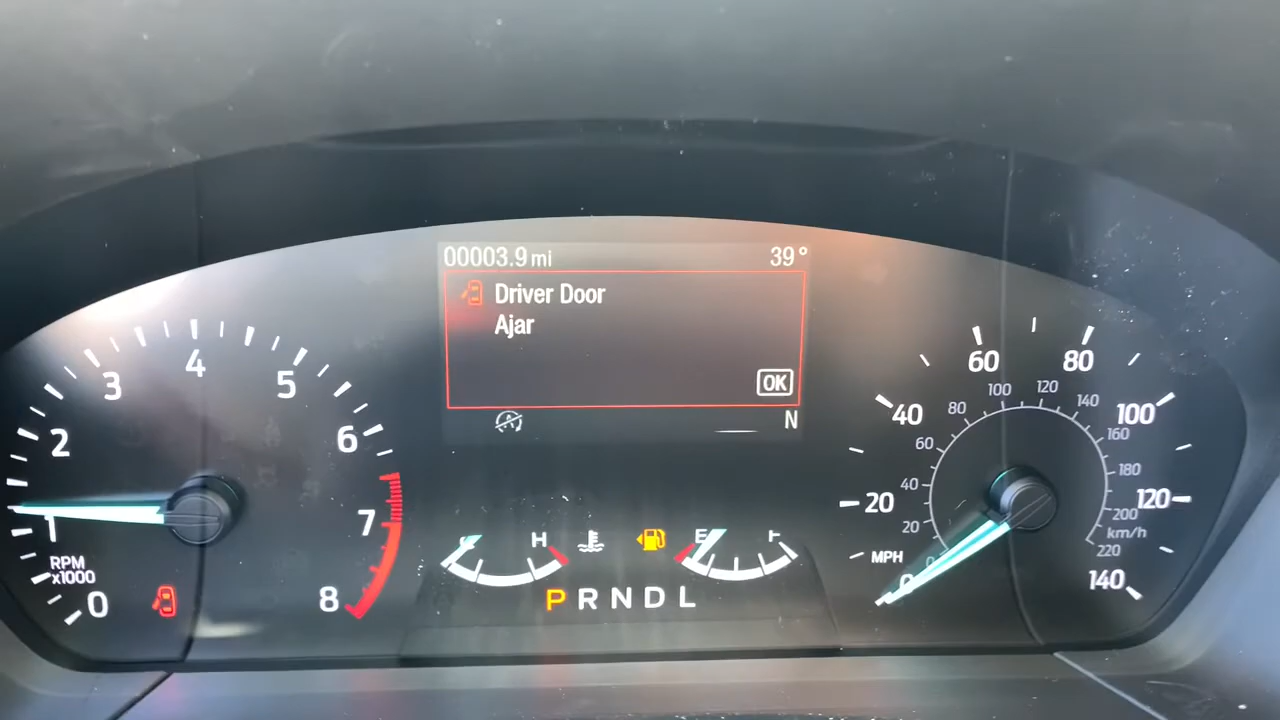 00003.9 mi 39°
Driver Door
Ajar
OK
N
0 1 2 3 4 5 6 7 8
RPM
x1000
H
E F
P R N D L
0 20 40 60 80 100 120 140
MPH
0 20 40 60 80 100 120 140 160 180 200 220
km/h